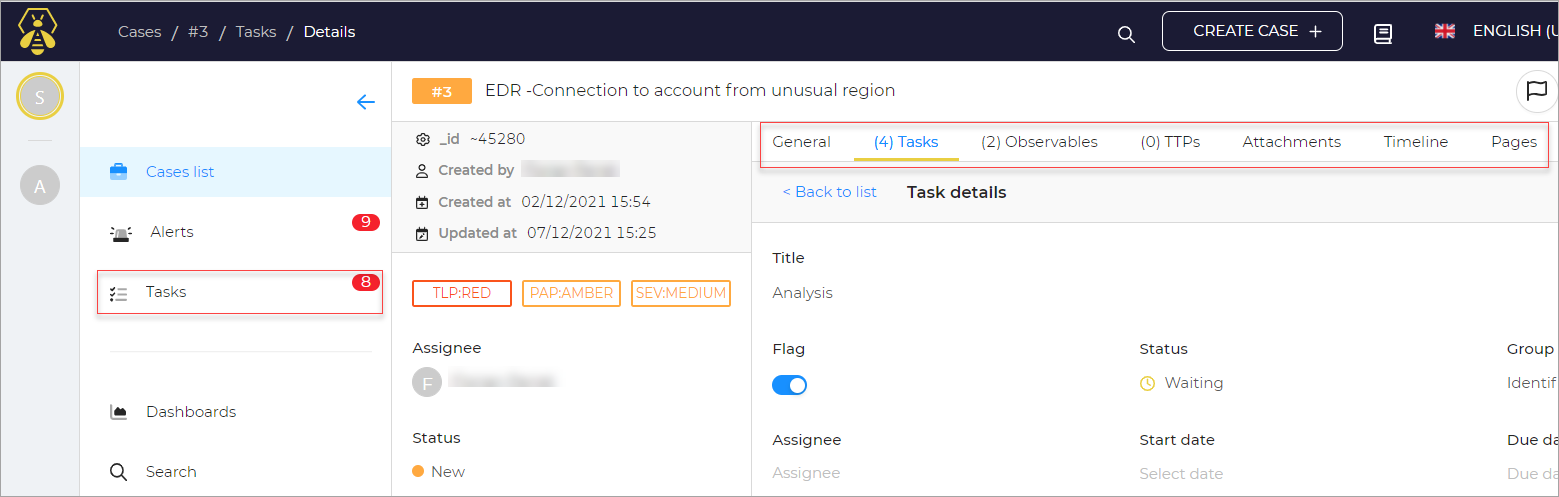 Cases / #3 / Tasks / Details
CREATE CASE +
ENGLISH (U
S
A
Cases list
Alerts
9
Tasks
8
Dashboards
Search
#3
EDR -Connection to account from unusual region
_id ~45280
Created by
Created at 02/12/2021 15:54
Updated at 07/12/2021 15:25
TLP:RED PAP:AMBER SEV:MEDIUM
Assignee
F
Status
New
General (4) Tasks (2) Observables (0) TTPs Attachments Timeline Pages
< Back to list Task details
Title
Analysis
Flag Status Group
Waiting Identif
Assignee Start date Due da
Assignee Select date Due da